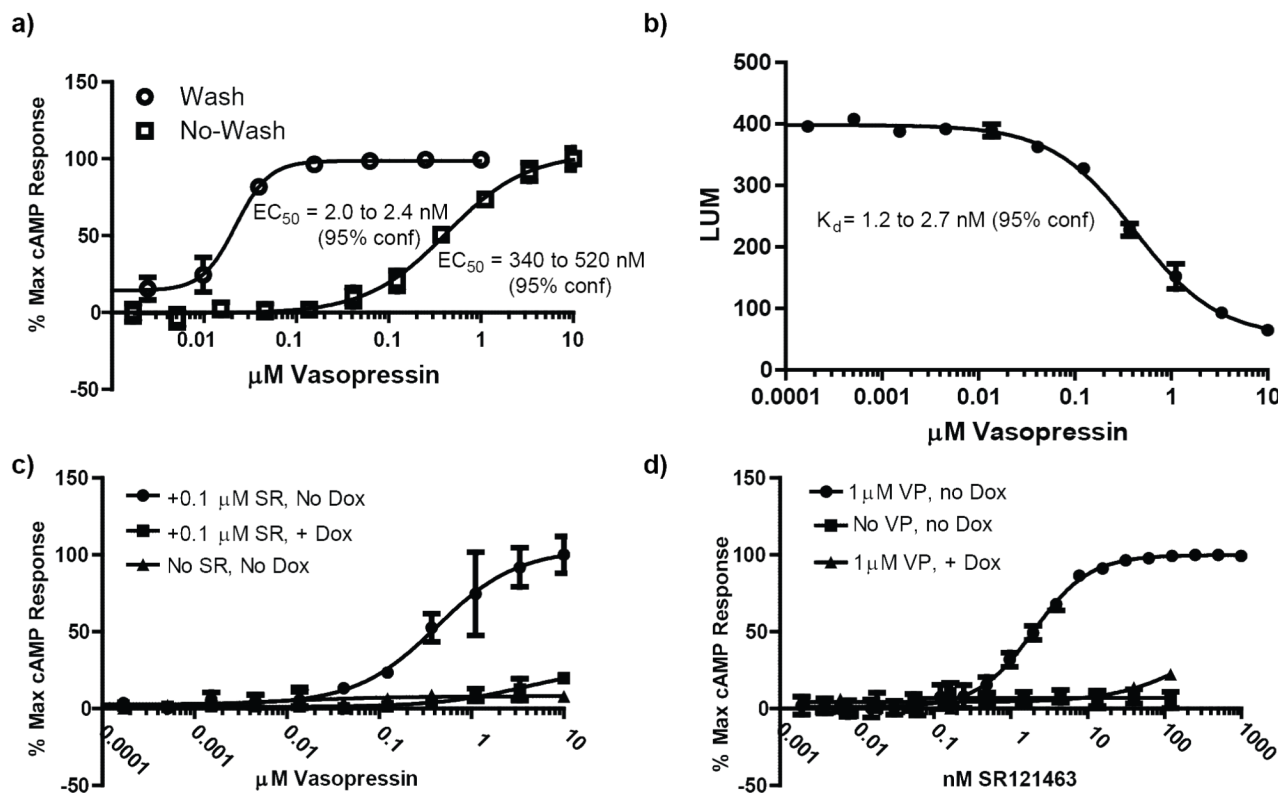 a)
150
100
50
0
-50
% Max cAMP Response
Wash
No-Wash
EC50 = 2.0 to 2.4 nM
(95% conf)
EC50 = 340 to 520 nM
(95% conf)
0.01
0.1
0.1
1
10
μM Vasopressin
b)
500
400
300
200
100
0
LUM
Kd= 1.2 to 2.7 nM (95% conf)
0.0001
0.001
0.01
0.1
1
10
μM Vasopressin
c)
150
100
50
0
-50
% Max cAMP Response
+0.1 μM SR, No Dox
+0.1 μM SR, + Dox
No SR, No Dox
0.0001
0.001
0.01
0.1
1
10
μM Vasopressin
d)
150
100
50
0
-50
% Max cAMP Response
1μM VP, no Dox
No VP, no Dox
1μM VP, + Dox
0.001
0.01
0.1
1
10
100
1000
nM SR121463